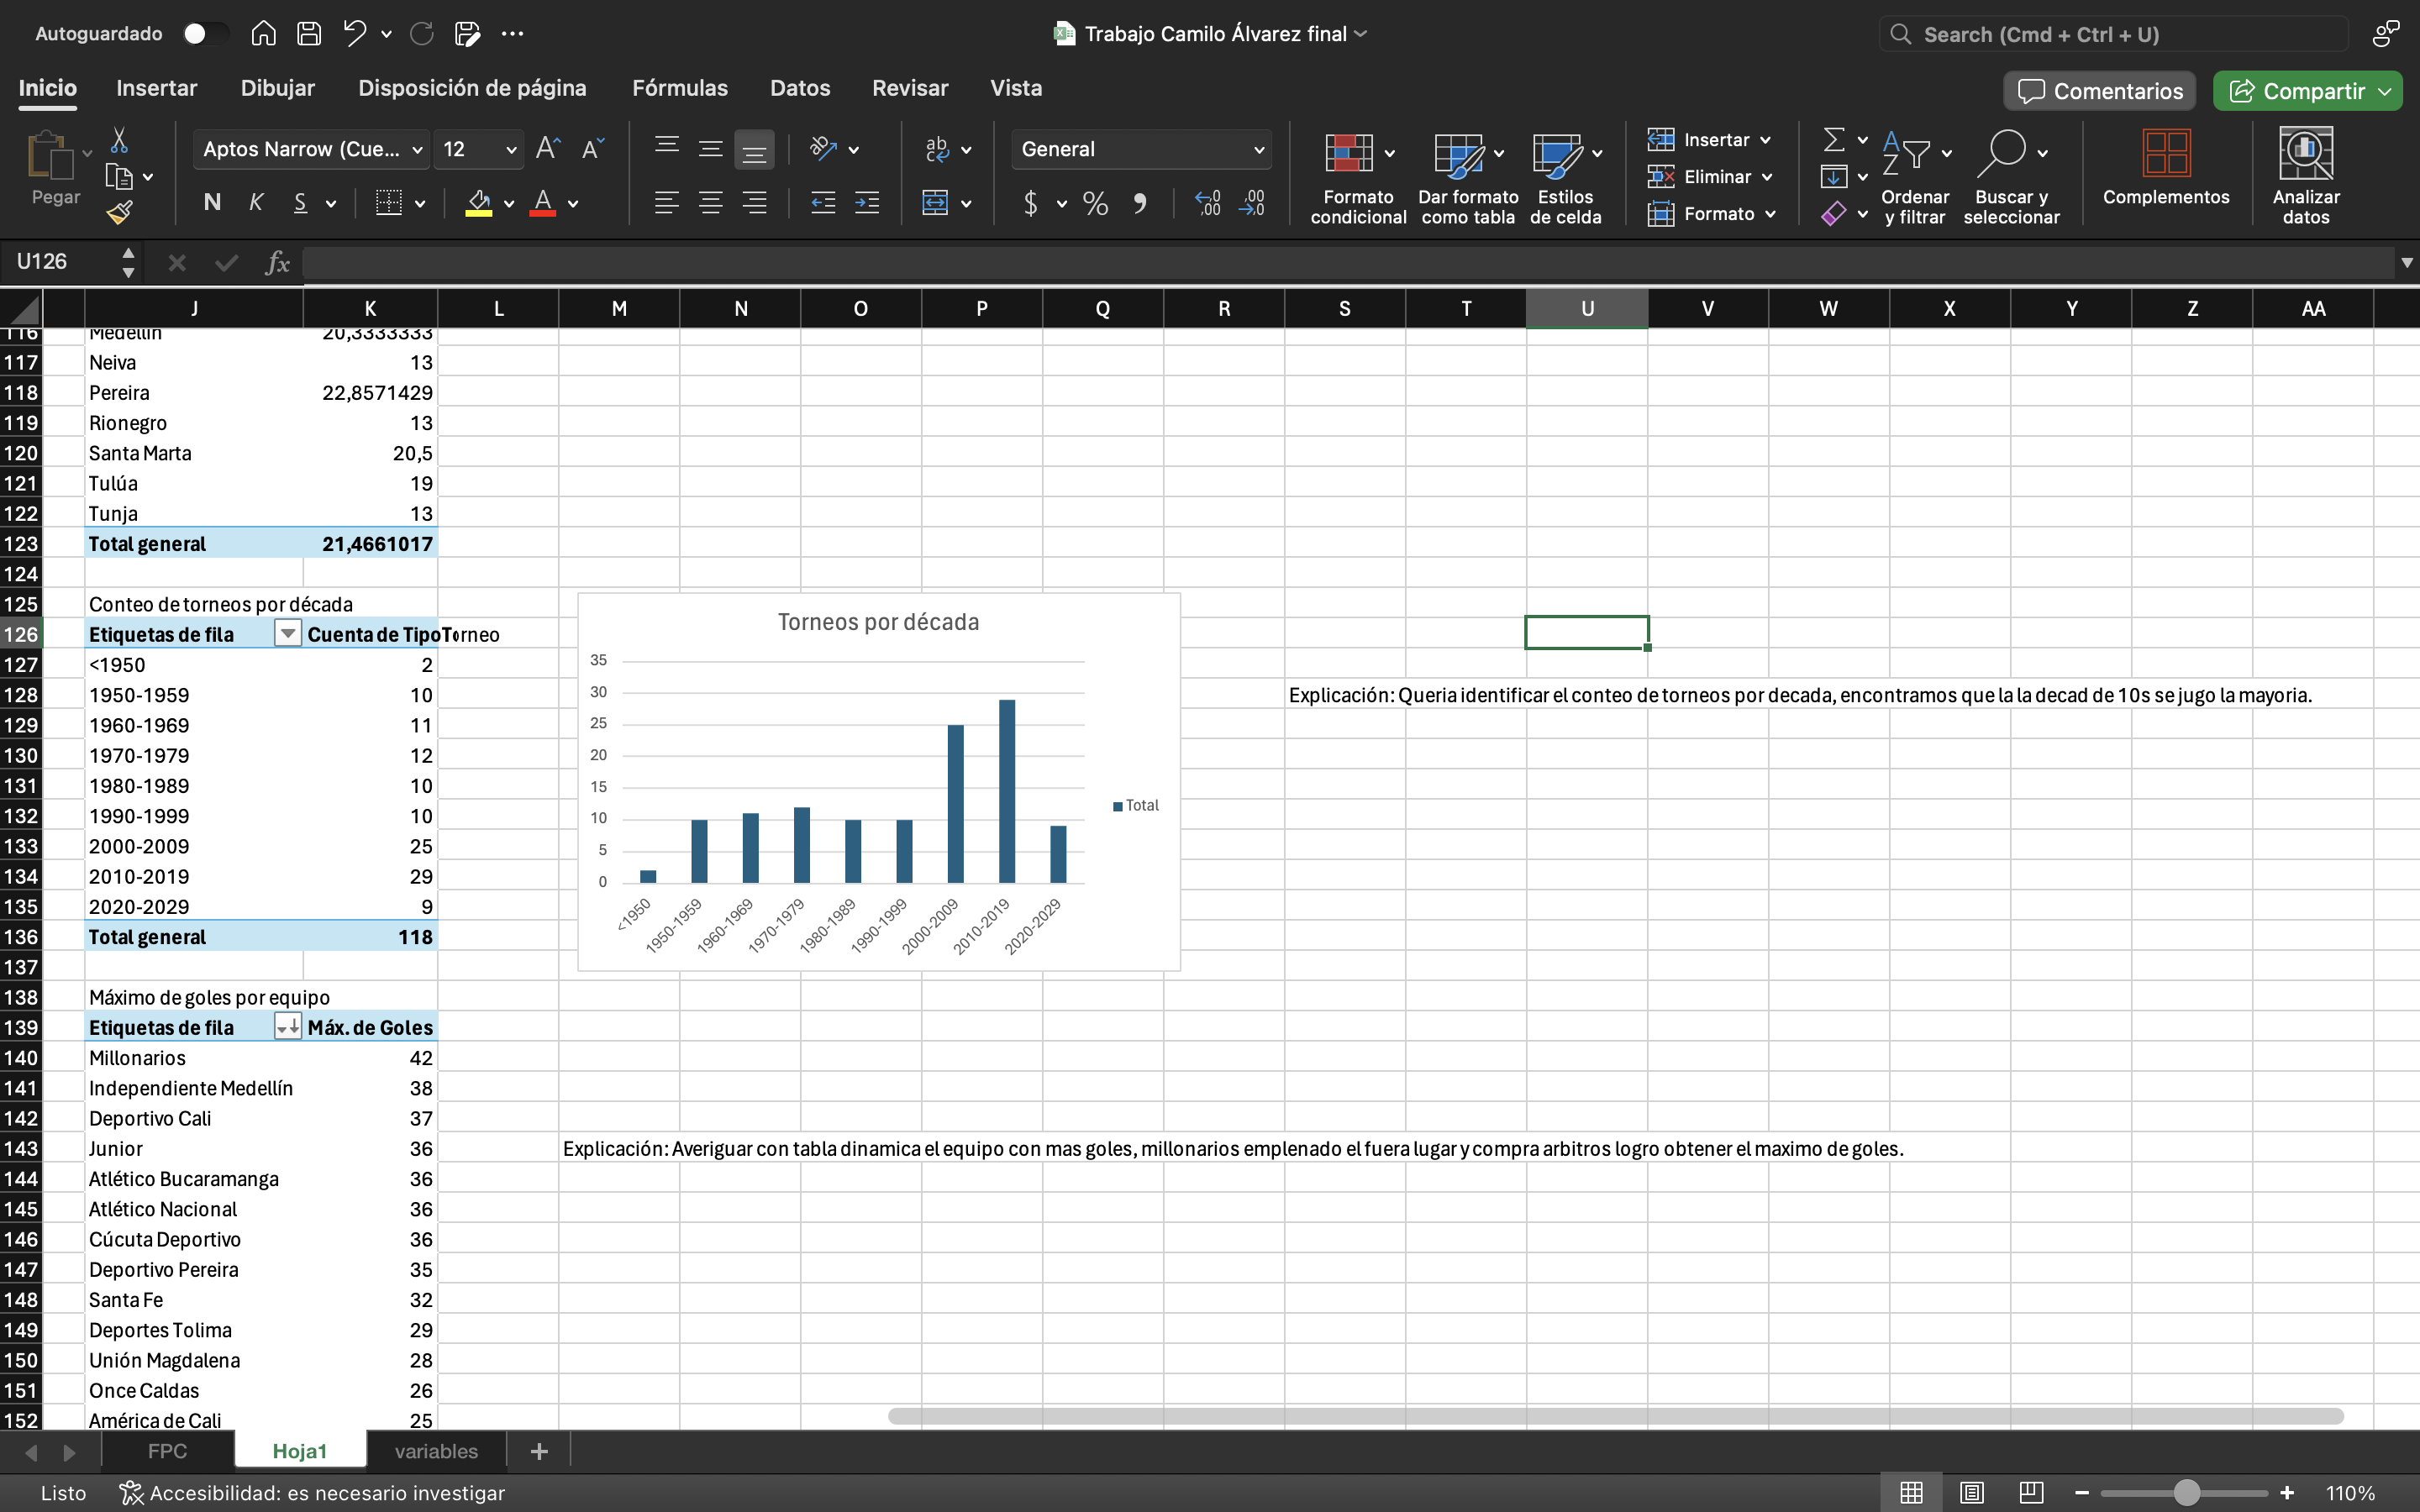 Autoguardado
Trabajo Camilo Álvarez final
Search (Cmd + Ctrl + U)
Inicio Insertar Dibujar Disposición de página Fórmulas Datos Revisar Vista
Comentarios Compartir
Pegar
Aptos Narrow (Cue... 12
N K S
General
$ % ,
Formato condicional
Dar formato como tabla
Estilos de celda
Insertar
Eliminar
Formato
Ordenar y filtrar
Buscar y seleccionar
Complementos
Analizar datos
U126 fx
J K L M N O P Q R S T U V W X Y Z AA
116 Medellín 20,3333333
117 Neiva 13
118 Pereira 22,8571429
119 Rionegro 13
120 Santa Marta 20,5
121 Tulúa 19
122 Tunja 13
123 Total general 21,4661017
124
125 Conteo de torneos por década
126 Etiquetas de fila Cuenta de TipoTorneo
127 <1950 2
128 1950-1959 10
129 1960-1969 11
130 1970-1979 12
131 1980-1989 10
132 1990-1999 10
133 2000-2009 25
134 2010-2019 29
135 2020-2029 9
136 Total general 118
137
138 Máximo de goles por equipo
139 Etiquetas de fila Máx. de Goles
140 Millonarios 42
141 Independiente Medellín 38
142 Deportivo Cali 37
143 Junior 36
144 Atlético Bucaramanga 36
145 Atlético Nacional 36
146 Cúcuta Deportivo 36
147 Deportivo Pereira 35
148 Santa Fe 32
149 Deportes Tolima 29
150 Unión Magdalena 28
151 Once Caldas 26
152 América de Cali 25
Torneos por década
35
30
25
20
15
10
5
0
<1950 1950-1959 1960-1969 1970-1979 1980-1989 1990-1999 2000-2009 2010-2019 2020-2029
Total
Explicación: Queria identificar el conteo de torneos por decada, encontramos que la la decad de 10s se jugo la mayoria.
Explicación: Averiguar con tabla dinamica el equipo con mas goles, millonarios emplenado el fuera lugar y compra arbitros logro obtener el maximo de goles.
FPC Hoja1 variables +
Listo Accesibilidad: es necesario investigar
110%